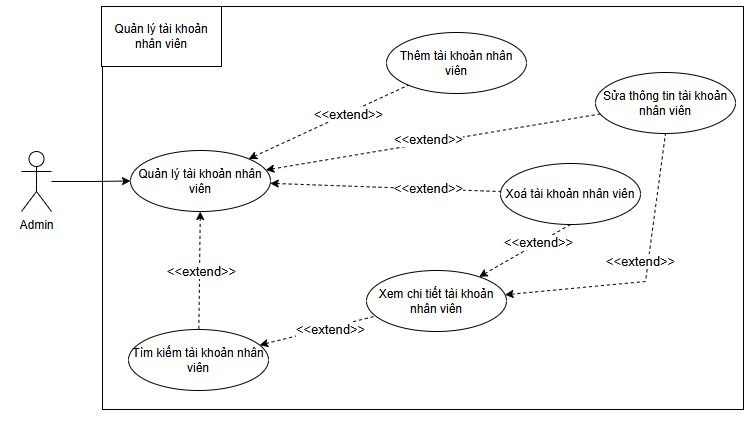 Quản lý tài khoản
nhân viên
Thêm tài khoản nhân
viên
Sửa thông tin tài khoản
nhân viên
<<extend>>
<<extend>>
Quản lý tài khoản nhân
viên
<<extend>>
Xoá tài khoản nhân viên
Admin
<<extend>>
<<extend>>
<<extend>>
Xem chi tiết tài khoản
nhân viên
<<extend>>
Tìm kiếm tài khoản nhân
viên